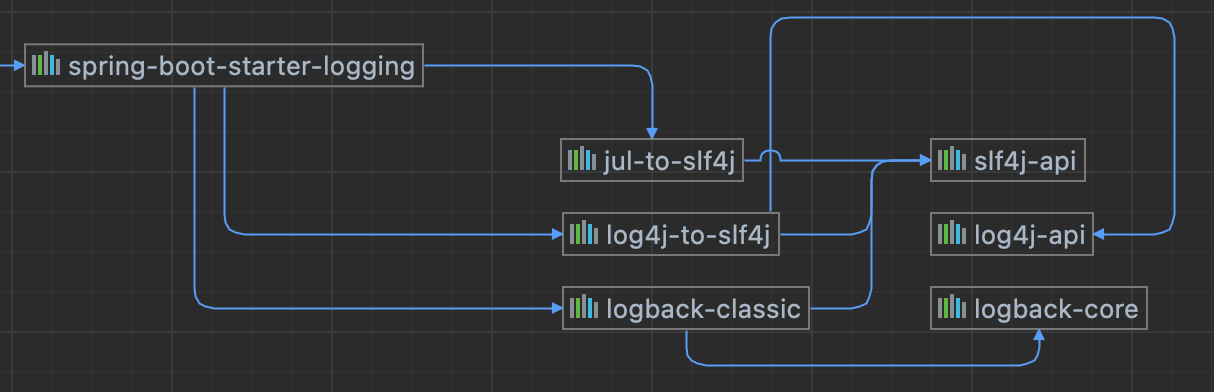 spring-boot-starter-logging
jul-to-slf4j
slf4j-api
log4j-to-slf4j
log4j-api
logback-classic
logback-core